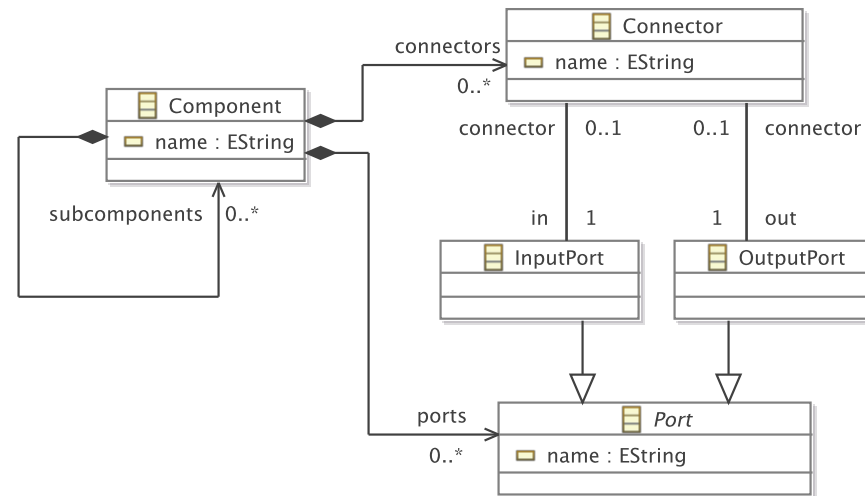 Connector
connectors
name : EString
0..*
Component
connector 0..1 0..1 connector
name : EString
subcomponents 0..*
in 1 1 out
InputPort OutputPort
ports
Port
0..*
name : EString